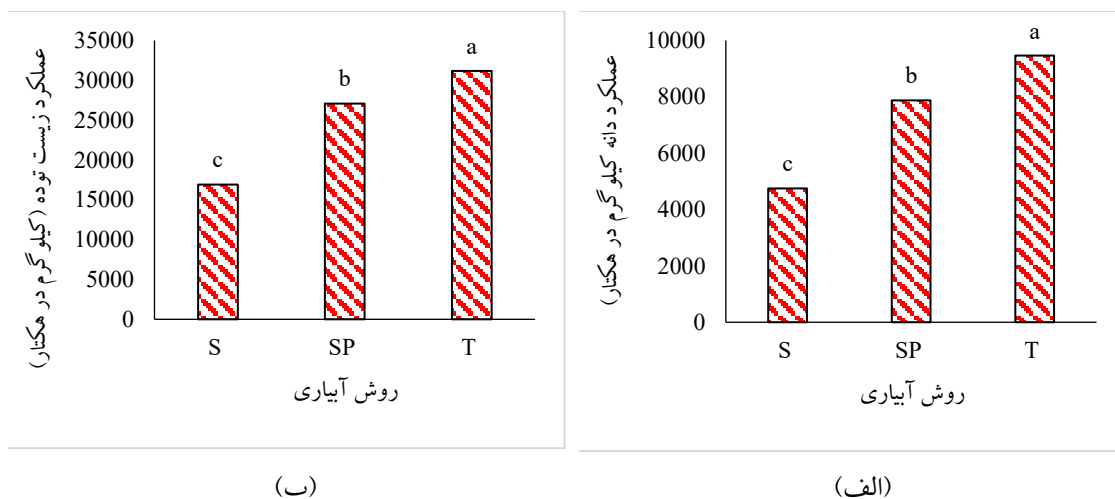 عملکرد دانه کیلوگرم در هکتار)
10000
8000
6000
4000
2000
0
a
b
c
S SP T
روش آبیاری
(الف)
عملکرد زیست توده (کیلوگرم در هکتار)
35000
30000
25000
20000
15000
10000
5000
0
a
b
c
S SP T
روش آبیاری
(ب)